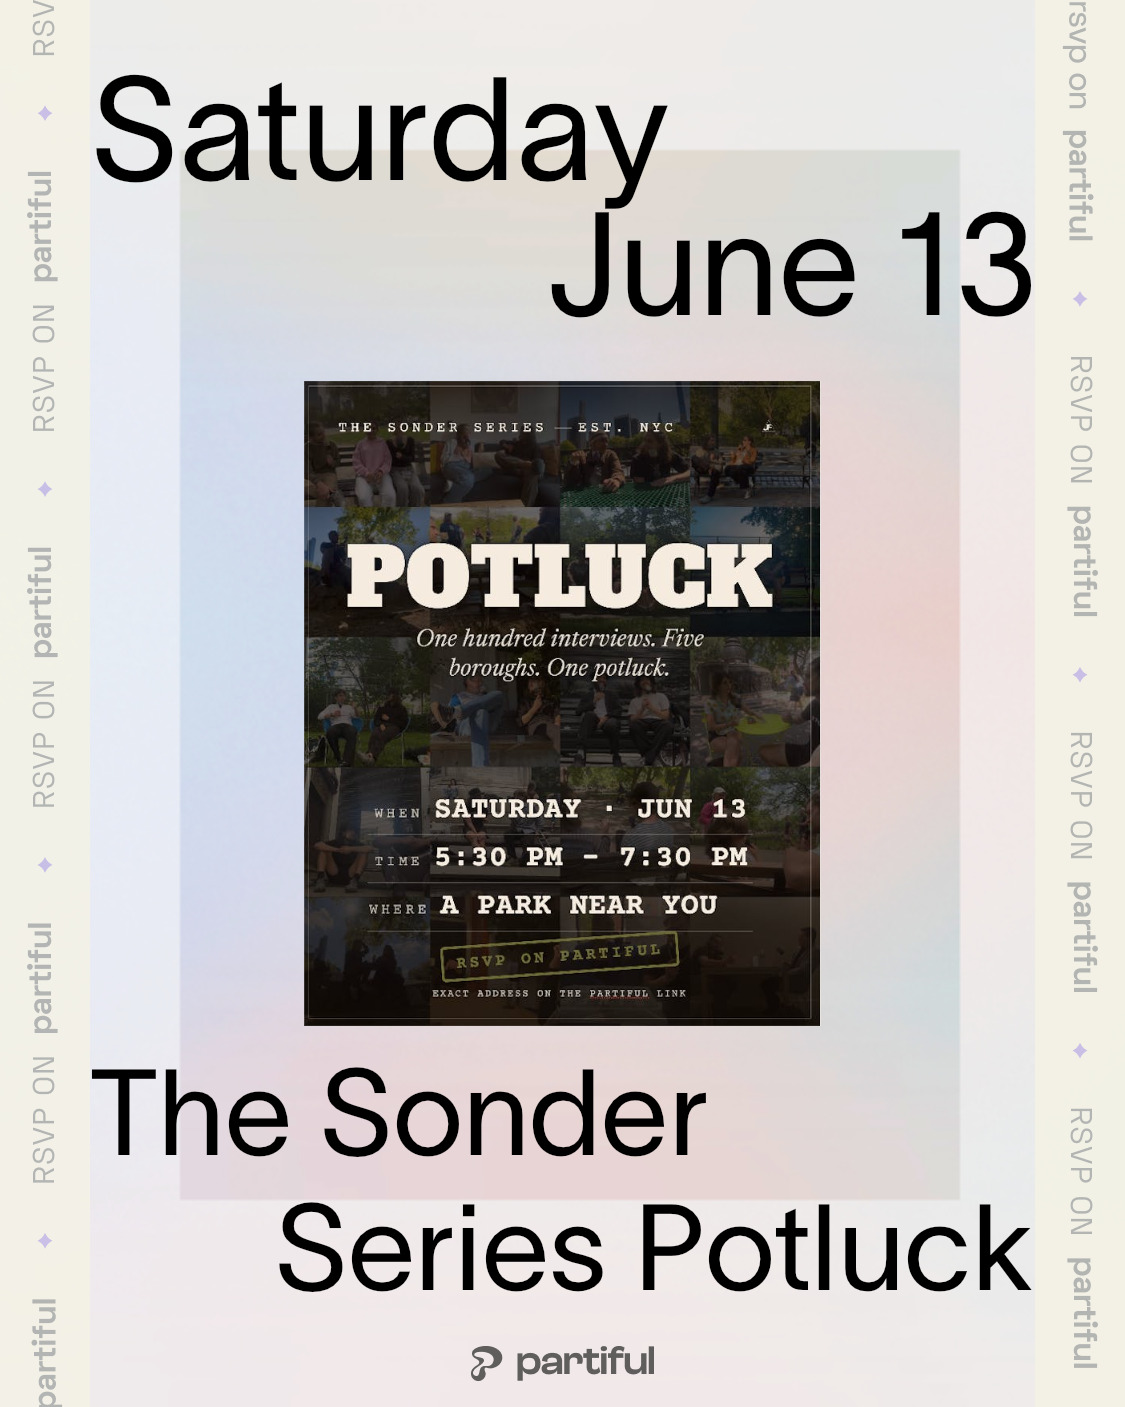 Saturday
June 13
THE SONDER SERIES — EST. NYC
POTLUCK
One hundred interviews. Five
boroughs. One potluck.
WHEN SATURDAY · JUN 13
TIME 5:30 PM – 7:30 PM
WHERE A PARK NEAR YOU
RSVP ON PARTIFUL
EXACT ADDRESS ON THE PARTIFUL LINK
The Sonder
Series Potluck
partiful
RSVP ON partiful ✦ RSVP ON partiful ✦ RSVP ON partiful ✦ RSV
rsvp on partiful ✦ RSVP ON partiful ✦ RSVP ON partiful ✦ RSVP ON partiful